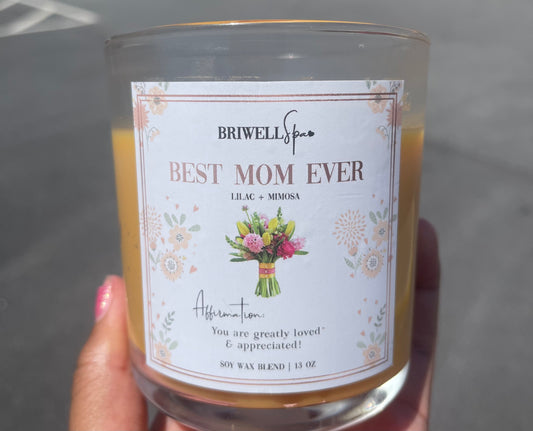 BRIWELL Spa
BEST MOM EVER
LILAC + MIMOSA
Affirmation:
You are greatly loved
& appreciated!
SOY WAX BLEND | 13 OZ